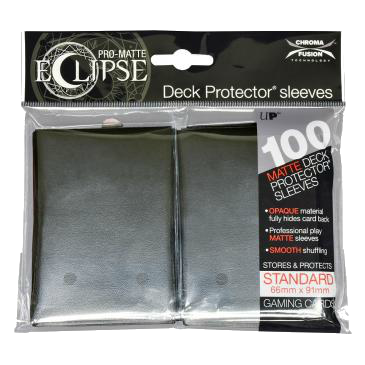 PRO-MATTE
ECLIPSE
CHROMA
FUSION
TECHNOLOGY
Deck Protector® sleeves
UP
100
MATTE DECK
PROTECTOR®
SLEEVES
• OPAQUE material
fully hides card back
• Professional play
MATTE sleeves
• SMOOTH shuffling
STORES & PROTECTS
STANDARD
66mm x 91mm
GAMING CARDS